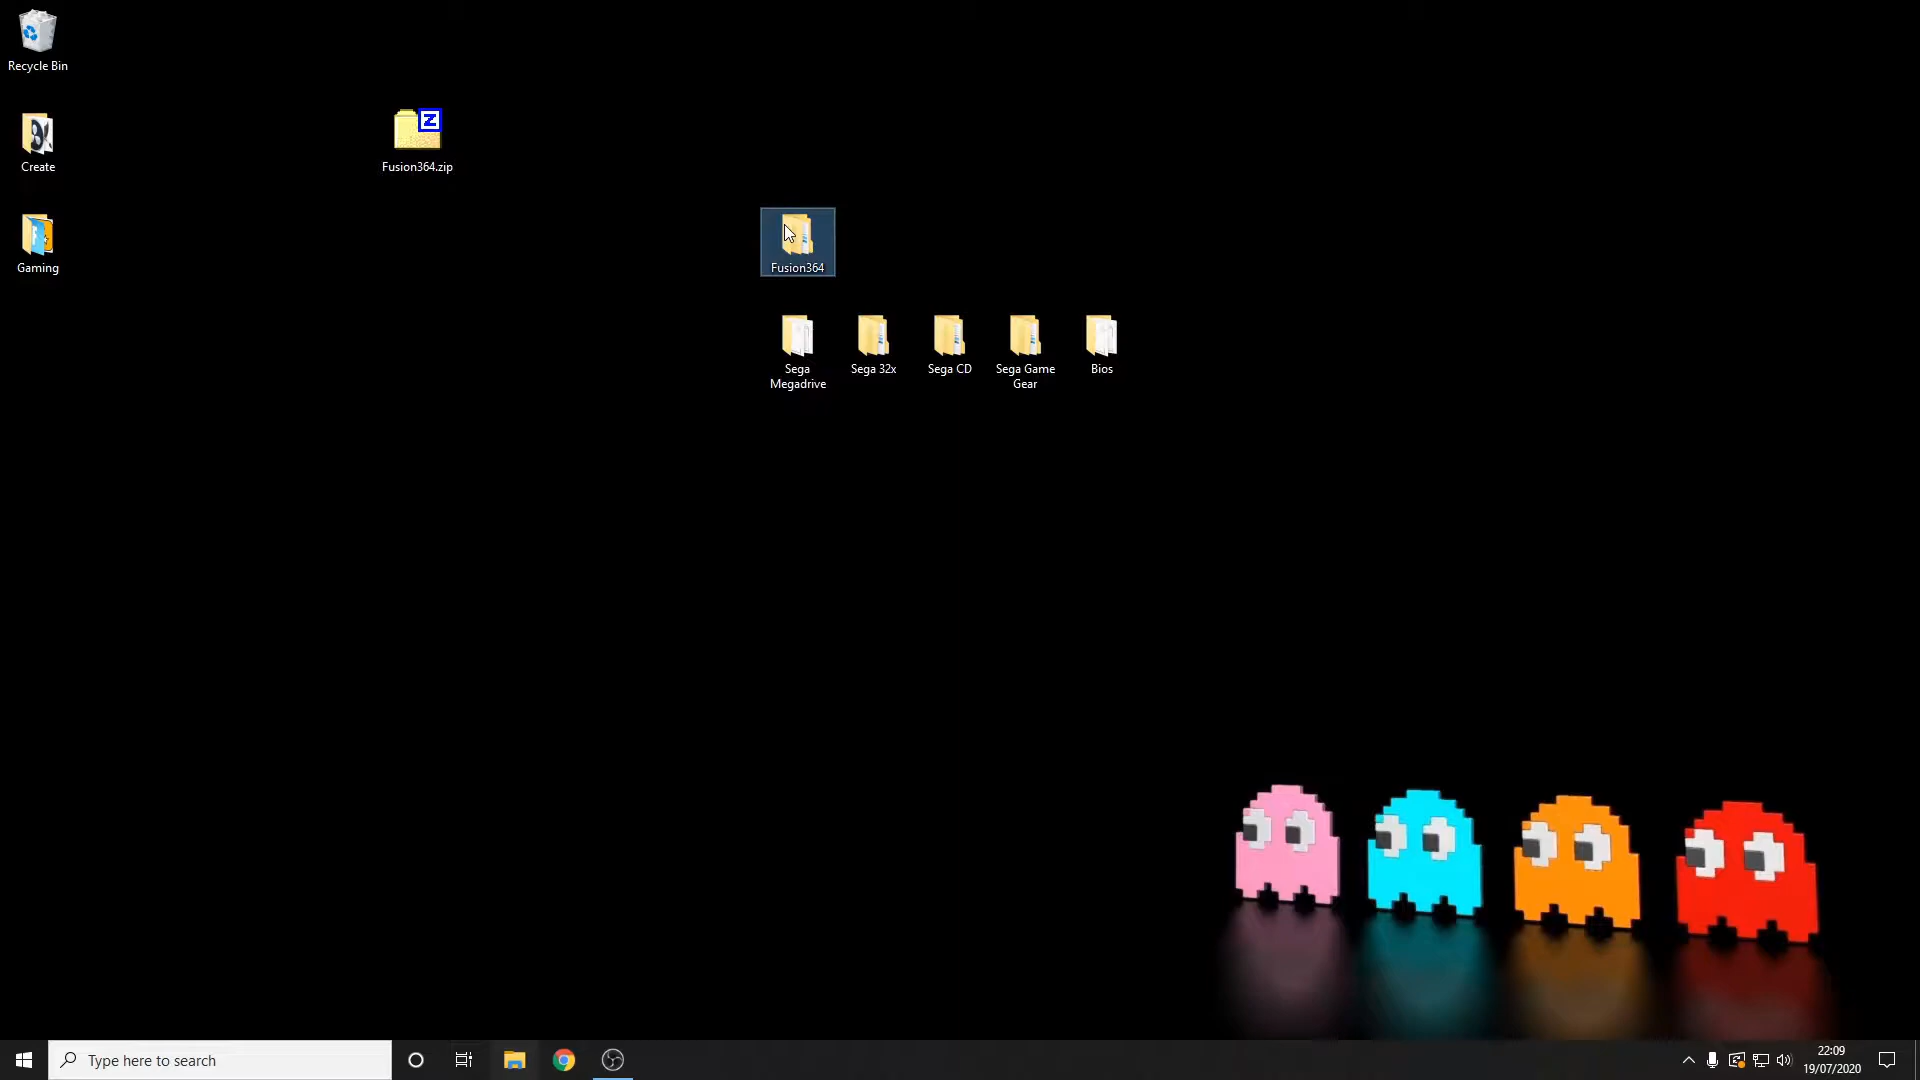 Recycle Bin
Create
Fusion364.zip
Gaming
Fusion364
Sega
Megadrive
Sega 32x
Sega CD
Sega Game
Gear
Bios
Type here to search
22:09
19/07/2020